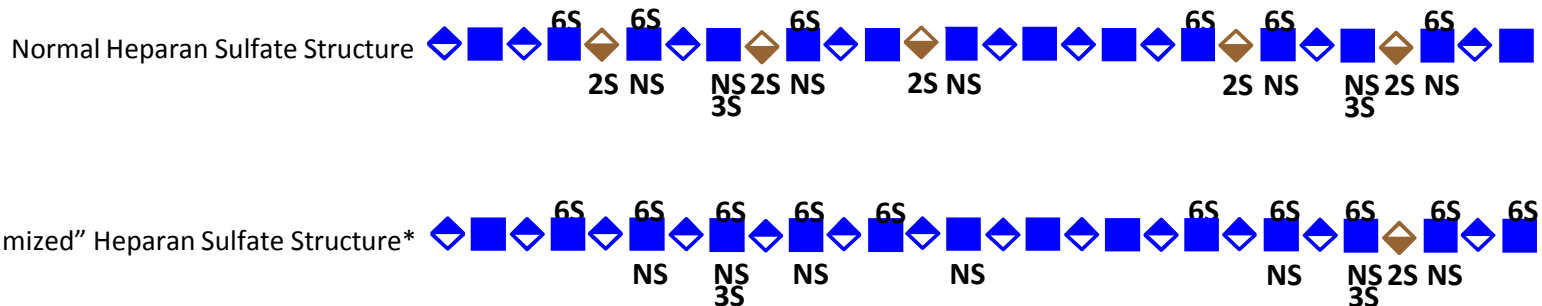 6S 6S 6S 6S 6S 6S
Normal Heparan Sulfate Structure
2S NS NS 2S NS 2S NS 2S NS NS 2S NS
3S 3S
6S 6S 6S 6S 6S 6S 6S 6S 6S 6S
mized” Heparan Sulfate Structure*
NS NS NS NS NS NS 2S NS
3S 3S